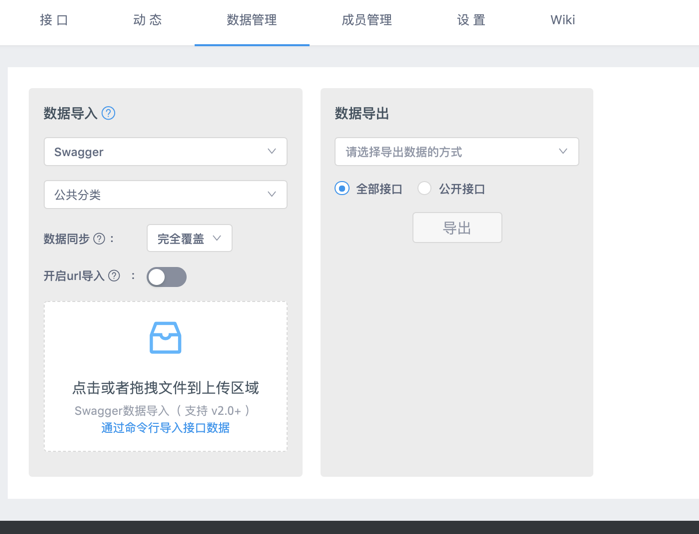 接 口
动 态
数据管理
成员管理
设 置
Wiki
数据导入
Swagger
公共分类
数据同步 ：
完全覆盖
开启url导入 ：
点击或者拖拽文件到上传区域
Swagger数据导入（ 支持 v2.0+ ）
通过命令行导入接口数据
数据导出
请选择导出数据的方式
全部接口
公开接口
导出